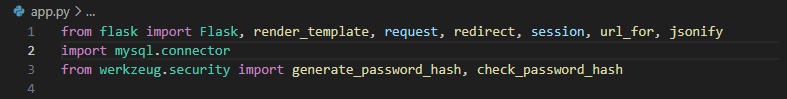 app.py > ...
1 from flask import Flask, render_template, request, redirect, session, url_for, jsonify
2 import mysql.connector
3 from werkzeug.security import generate_password_hash, check_password_hash
4